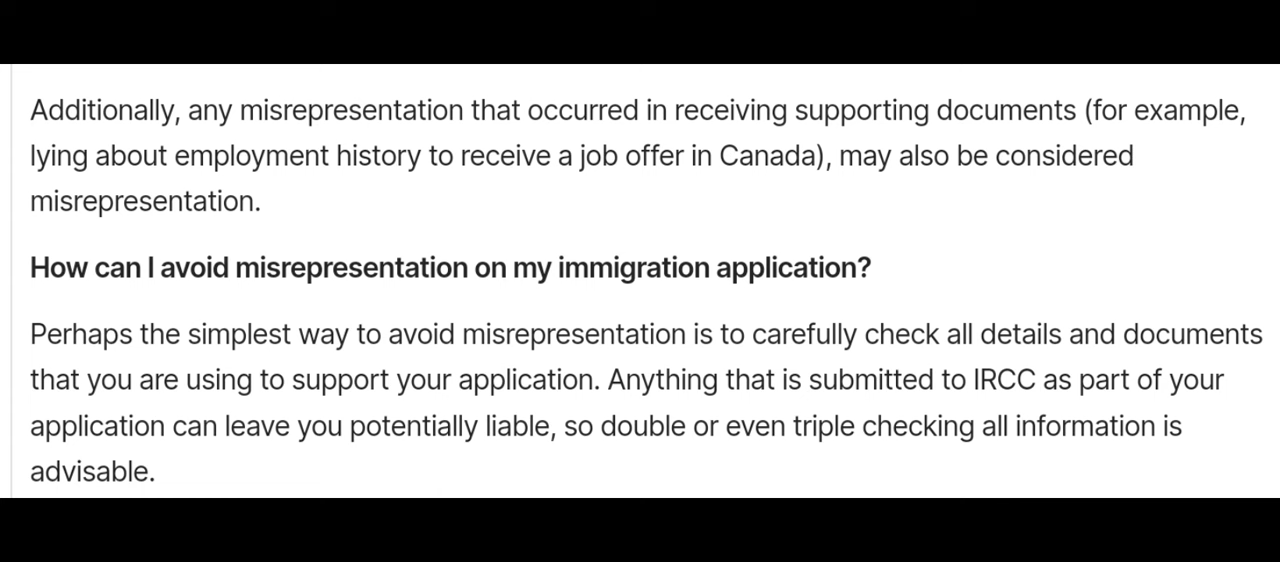 Additionally, any misrepresentation that occurred in receiving supporting documents (for example,
lying about employment history to receive a job offer in Canada), may also be considered
misrepresentation.
How can I avoid misrepresentation on my immigration application?
Perhaps the simplest way to avoid misrepresentation is to carefully check all details and documents
that you are using to support your application. Anything that is submitted to IRCC as part of your
application can leave you potentially liable, so double or even triple checking all information is
advisable.